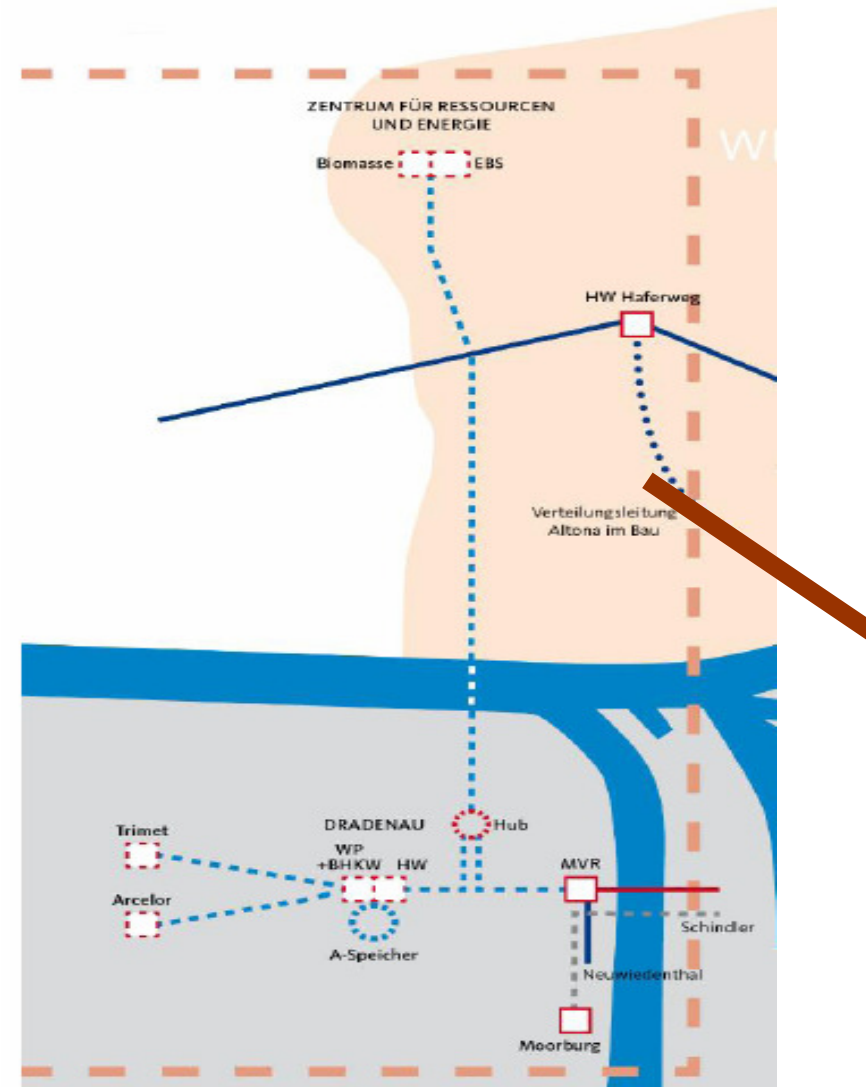 ZENTRUM FÜR RESSOURCEN
UND ENERGIE
Biomasse
EBS
HW Haferweg
Verteilungsleitung
Altona im Bau
Trimet
DRADENAU
Hub
WP
+BHKW
HW
MVR
Arcelor
Schindler
A-Speicher
Neuwiedenthal
Moorburg